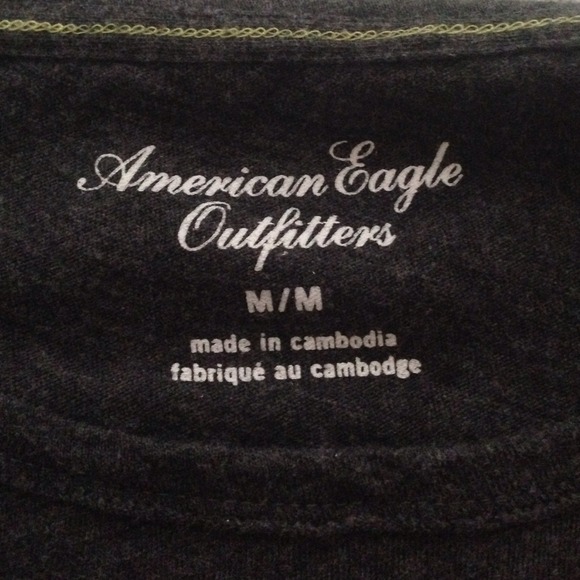 American Eagle
Outfitters
M/M
made in cambodia
fabriqué au cambodge